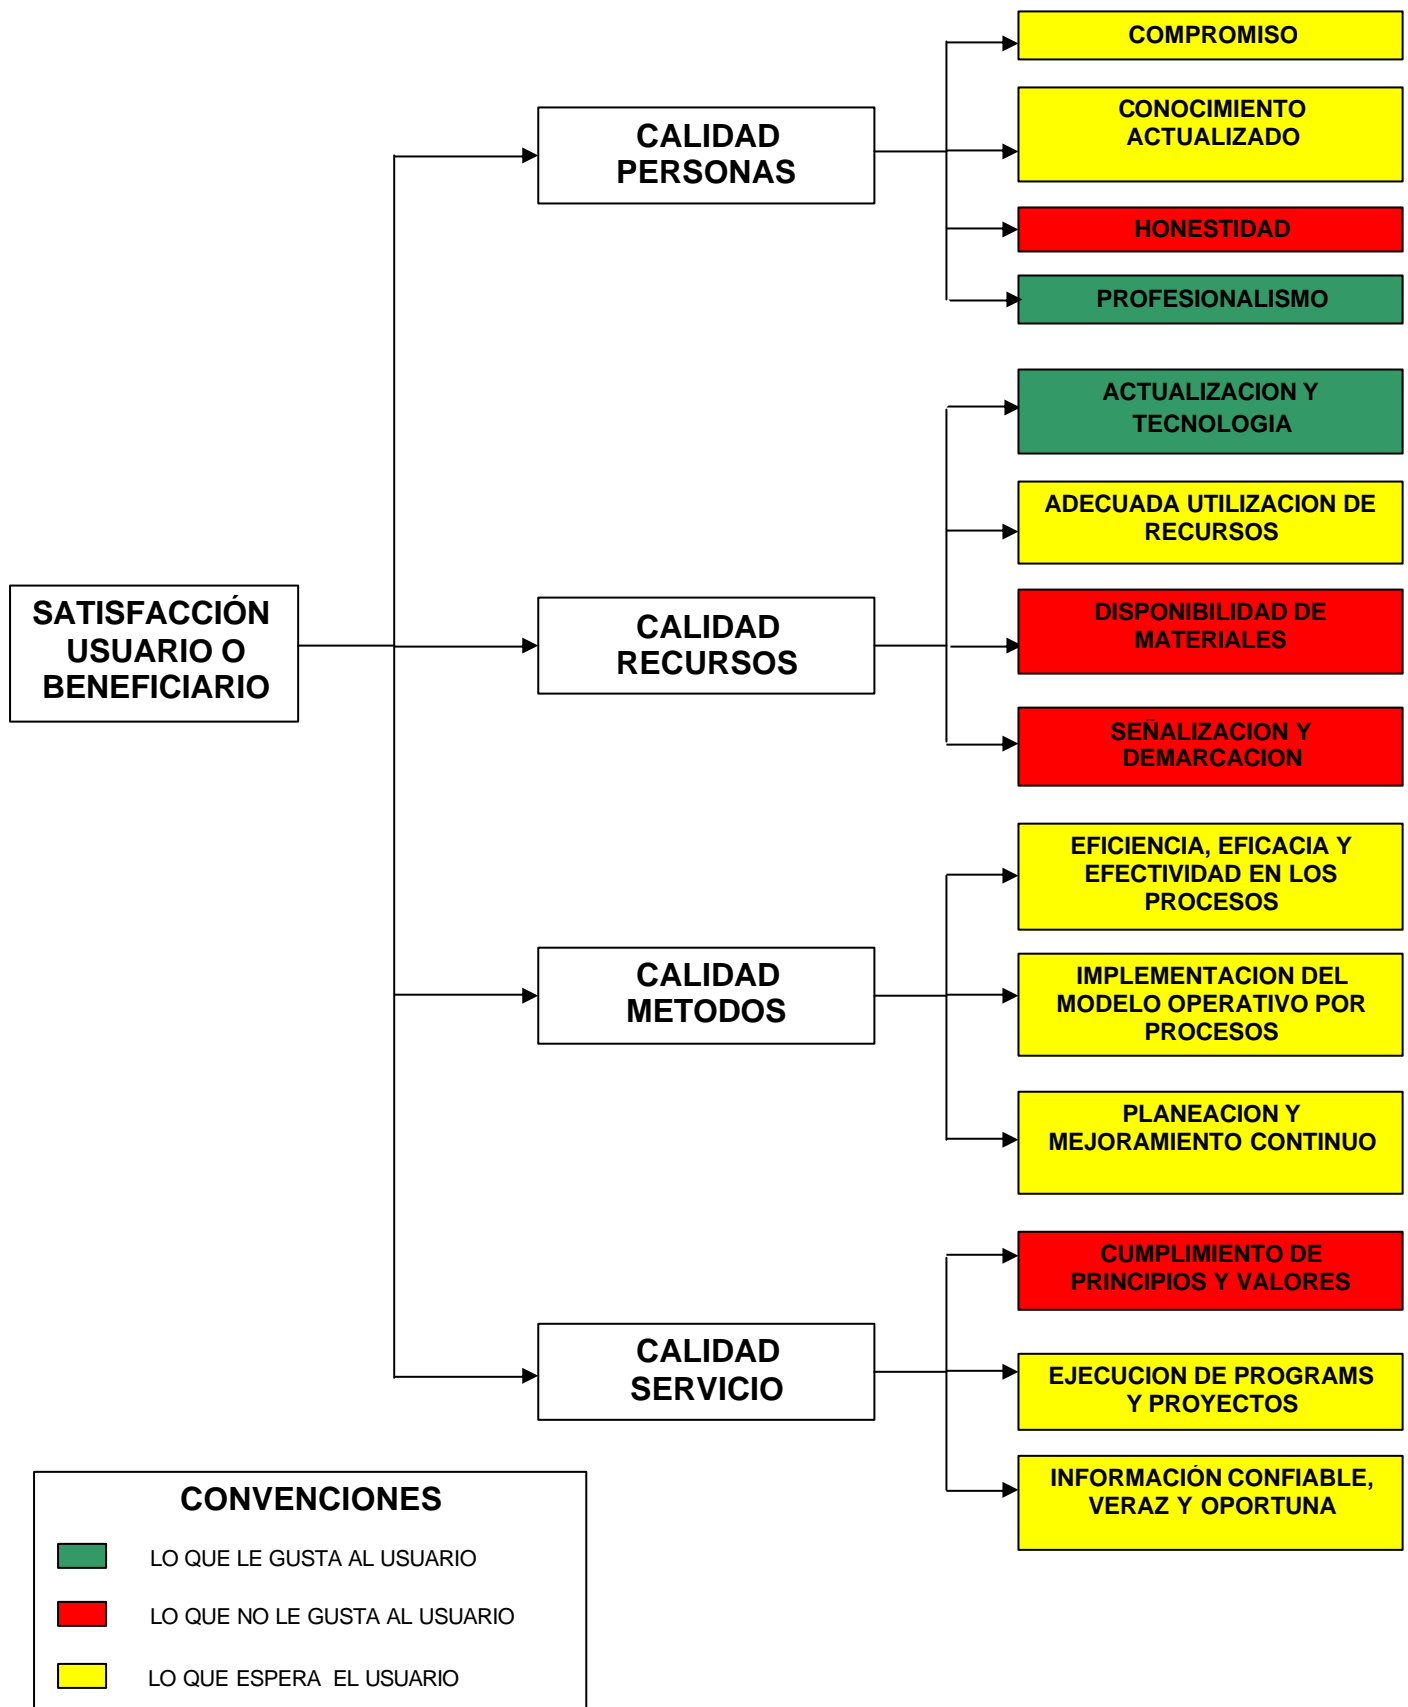 COMPROMISO
CALIDAD
PERSONAS
CONOCIMIENTO
ACTUALIZADO
HONESTIDAD
PROFESIONALISMO
ACTUALIZACION Y
TECNOLOGIA
ADECUADA UTILIZACION DE
RECURSOS
SATISFACCIÓN
USUARIO O
BENEFICIARIO
CALIDAD
RECURSOS
DISPONIBILIDAD DE
MATERIALES
SEÑALIZACION Y
DEMARCACION
EFICIENCIA, EFICACIA Y
EFECTIVIDAD EN LOS
PROCESOS
CALIDAD
METODOS
IMPLEMENTACION DEL
MODELO OPERATIVO POR
PROCESOS
PLANEACION Y
MEJORAMIENTO CONTINUO
CUMPLIMIENTO DE
PRINCIPIOS Y VALORES
CALIDAD
SERVICIO
EJECUCION DE PROGRAMS
Y PROYECTOS
INFORMACIÓN CONFIABLE,
VERAZ Y OPORTUNA
CONVENCIONES
LO QUE LE GUSTA AL USUARIO
LO QUE NO LE GUSTA AL USUARIO
LO QUE ESPERA EL USUARIO